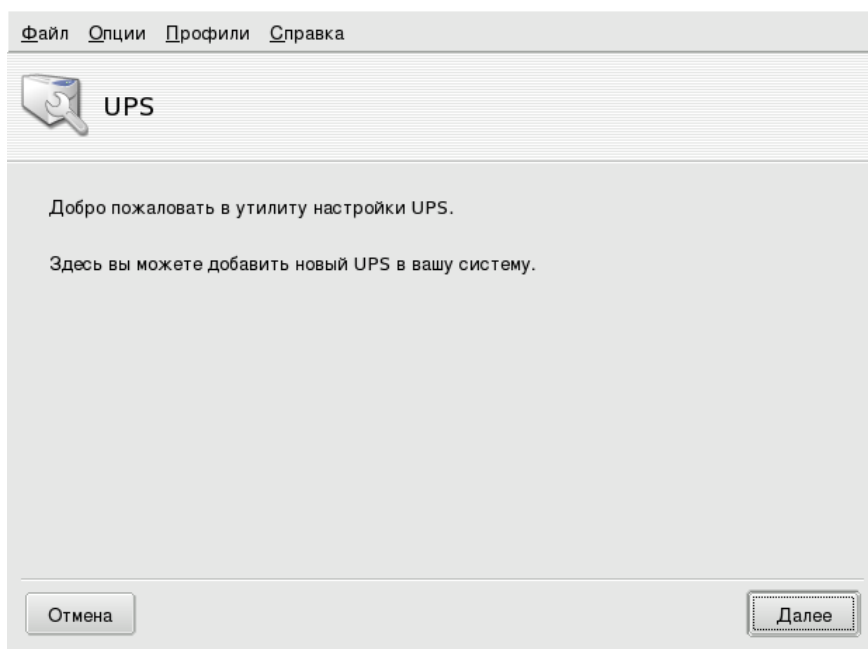 Файл Опции Профили Справка
UPS
Добро пожаловать в утилиту настройки UPS.
Здесь вы можете добавить новый UPS в вашу систему.
Отмена Далее